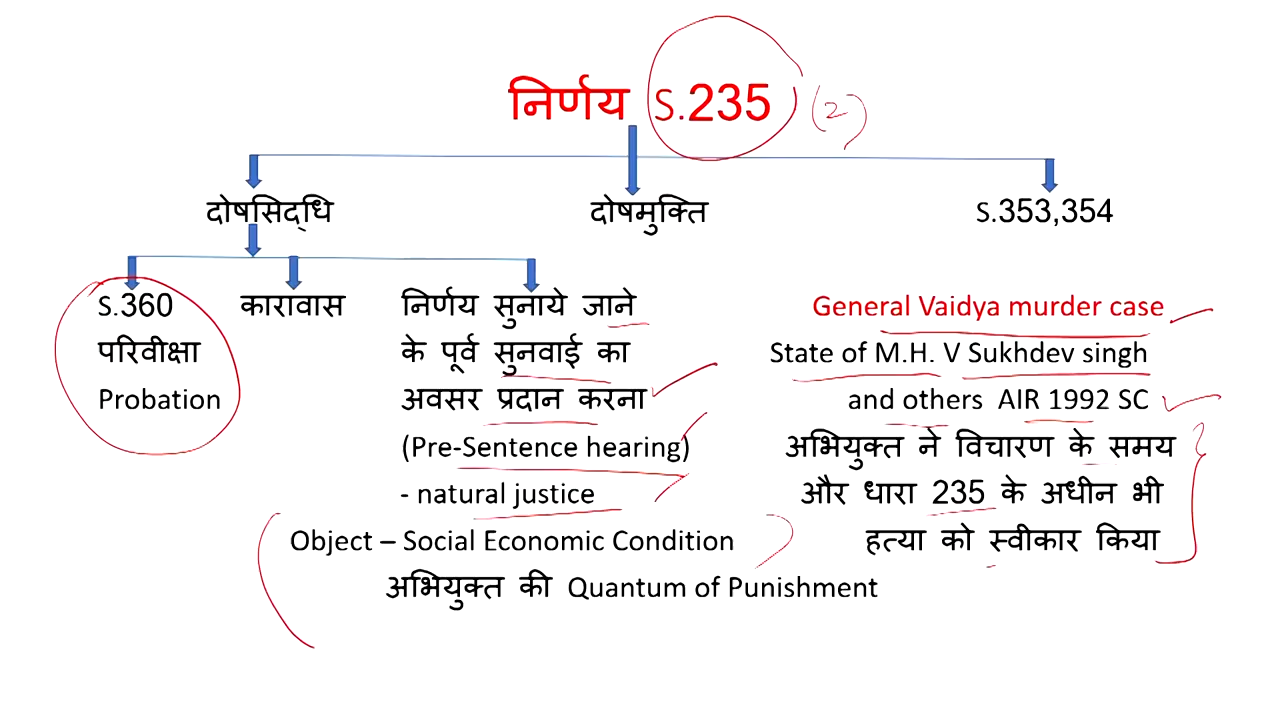 निर्णय S.235 (2)
दोषसिद्धि
दोषमुक्ति
S.353,354
S.360
परिवीक्षा
Probation
कारावास
निर्णय सुनाये जाने
के पूर्व सुनवाई का
अवसर प्रदान करना
(Pre-Sentence hearing)
- natural justice
Object – Social Economic Condition
अभियुक्त की Quantum of Punishment
General Vaidya murder case
State of M.H. V Sukhdev singh
and others AIR 1992 SC
अभियुक्त ने विचारण के समय
और धारा 235 के अधीन भी
हत्या को स्वीकार किया